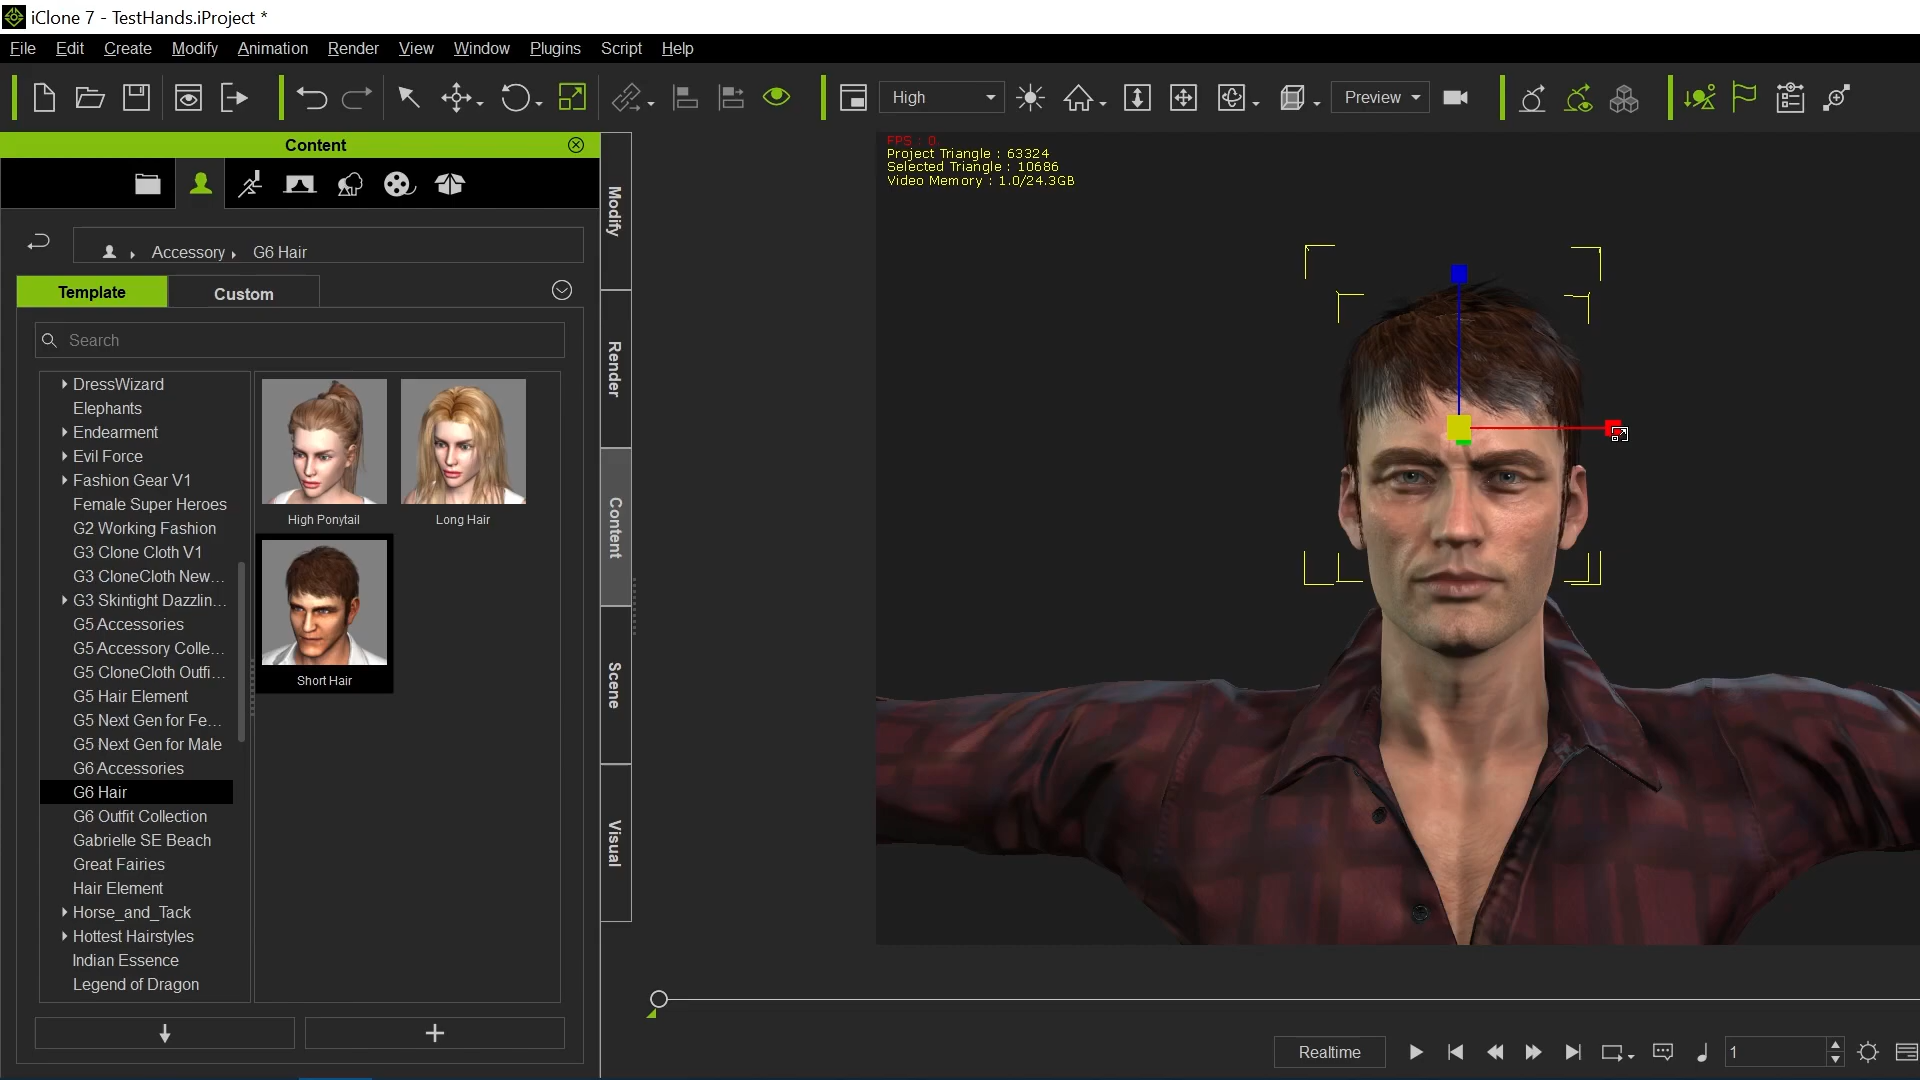 iClone 7 - TestHands.iProject *
File Edit Create Modify Animation Render View Window Plugins Script Help
High
Preview
Content
Accessory
G6 Hair
Template
Custom
Search
DressWizard
Elephants
Endearment
Evil Force
Fashion Gear V1
Female Super Heroes
G2 Working Fashion
G3 Clone Cloth V1
G3 CloneCloth New...
G3 Skintight Dazzlin...
G5 Accessories
G5 Accessory Colle...
G5 CloneCloth Outfi...
G5 Hair Element
G5 Next Gen for Fe...
G5 Next Gen for Male
G6 Accessories
G6 Hair
G6 Outfit Collection
Gabrielle SE Beach
Great Fairies
Hair Element
Horse_and_Tack
Hottest Hairstyles
Indian Essence
Legend of Dragon
High Ponytail
Long Hair
Short Hair
Modify
Render
Content
Scene
Visual
FPS : 0
Project Triangle : 63324
Selected Triangle : 10686
Video Memory : 1.0/24.3GB
Realtime
1